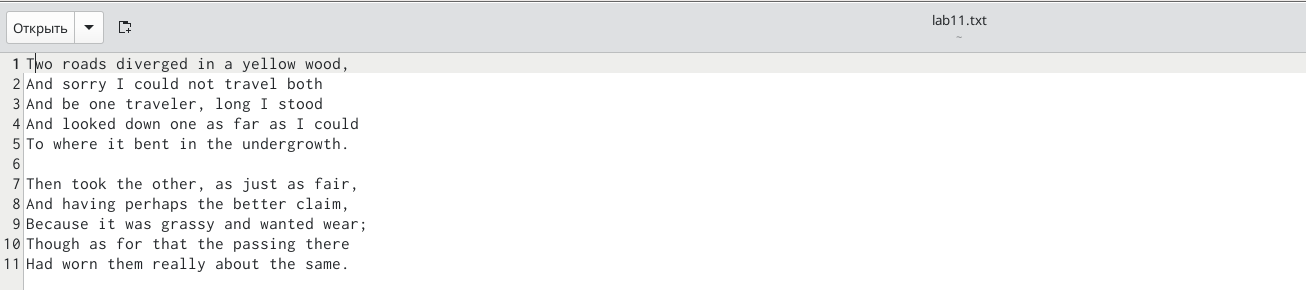 Открыть
lab11.txt
~
1 Two roads diverged in a yellow wood,
2 And sorry I could not travel both
3 And be one traveler, long I stood
4 And looked down one as far as I could
5 To where it bent in the undergrowth.
6
7 Then took the other, as just as fair,
8 And having perhaps the better claim,
9 Because it was grassy and wanted wear;
10 Though as for that the passing there
11 Had worn them really about the same.